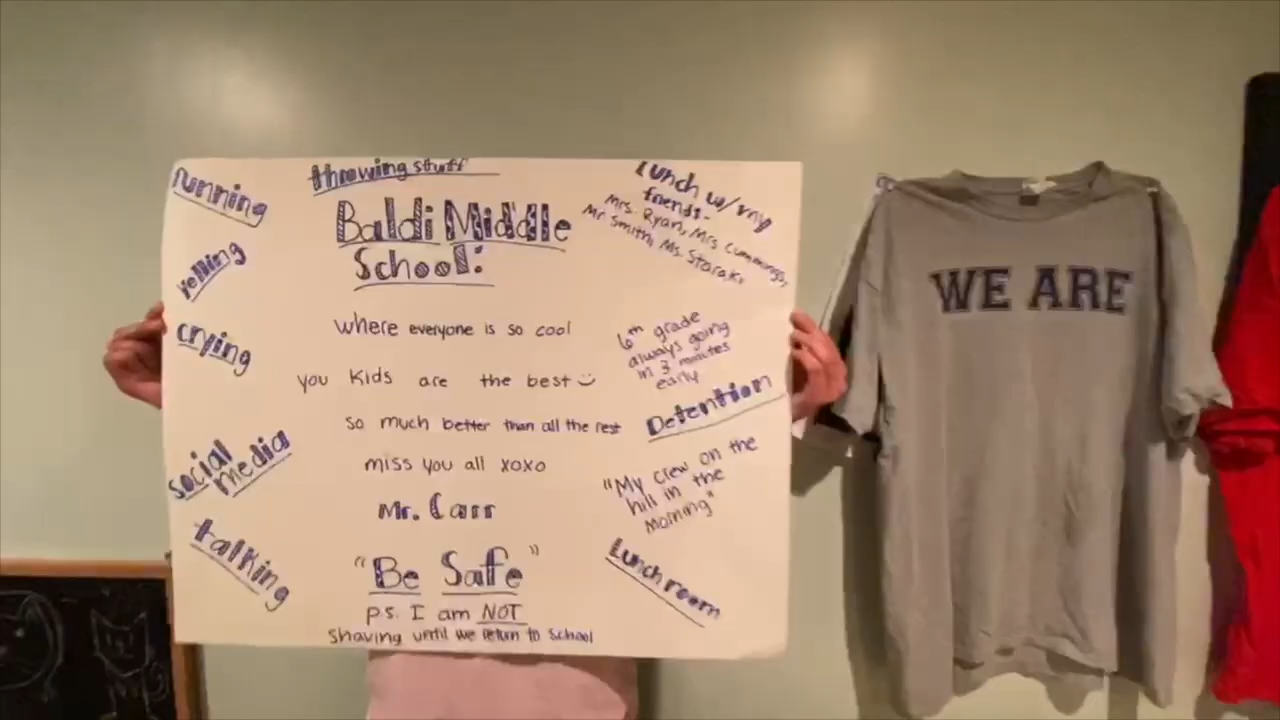 throwing stuff
Baldi Middle
School:
where everyone is so cool
you kids are the best
so much better than all the rest
miss you all xoxo
Mr. Carr
"Be Safe"
p.s. I am NOT
shaving until we return to school
running
yelling
crying
social
media
talking
Lunch w/ my
friends-
Mrs. Ryan, Mrs Cummings,
Mr Smith, Ms. Starak
6th grade
always going
in 3 minutes
early
Detention
"My crew on the
hill in the
morning"
Lunch room
WE ARE